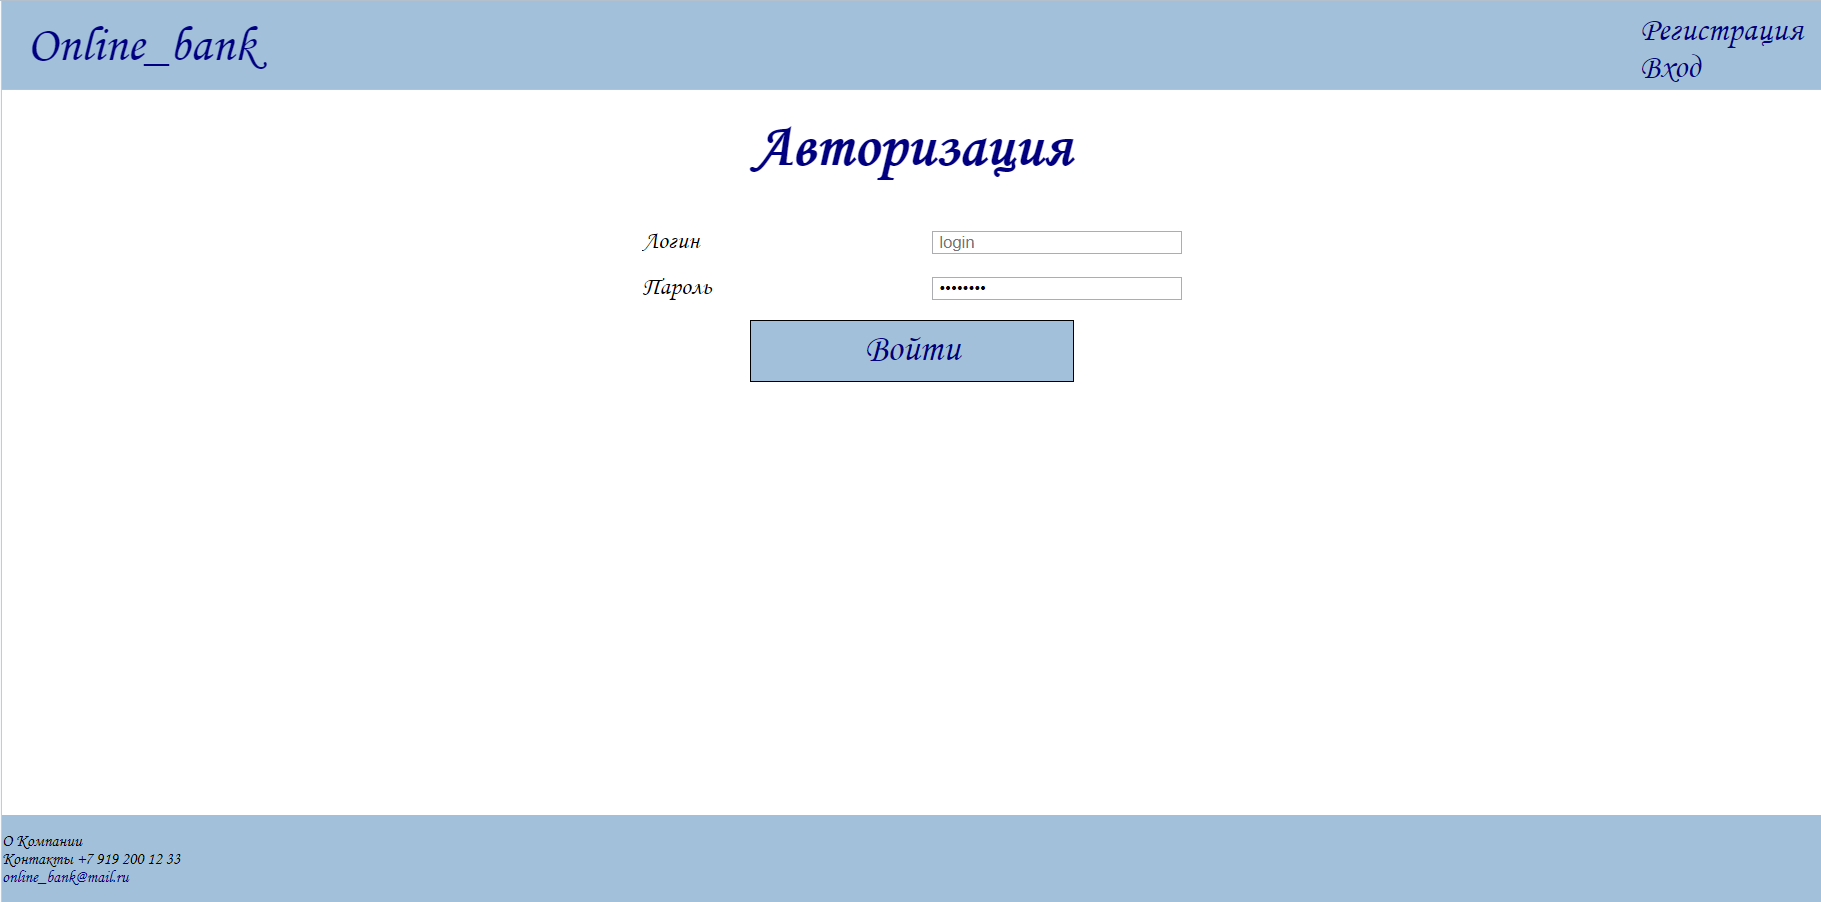 Online_bank
Регистрация
Вход
Авторизация
Логин login
Пароль ••••••••
Войти
О Компании
Контакты +7 919 200 12 33
online_bank@mail.ru